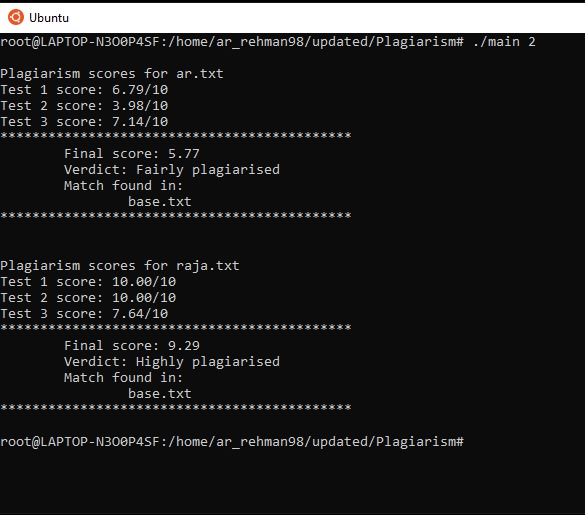 Ubuntu
root@LAPTOP-N3O0P4SF:/home/ar_rehman98/updated/Plagiarism# ./main 2
Plagiarism scores for ar.txt
Test 1 score: 6.79/10
Test 2 score: 3.98/10
Test 3 score: 7.14/10
********************************************
Final score: 5.77
Verdict: Fairly plagiarised
Match found in:
base.txt
********************************************
Plagiarism scores for raja.txt
Test 1 score: 10.00/10
Test 2 score: 10.00/10
Test 3 score: 7.64/10
********************************************
Final score: 9.29
Verdict: Highly plagiarised
Match found in:
base.txt
********************************************
root@LAPTOP-N3O0P4SF:/home/ar_rehman98/updated/Plagiarism#